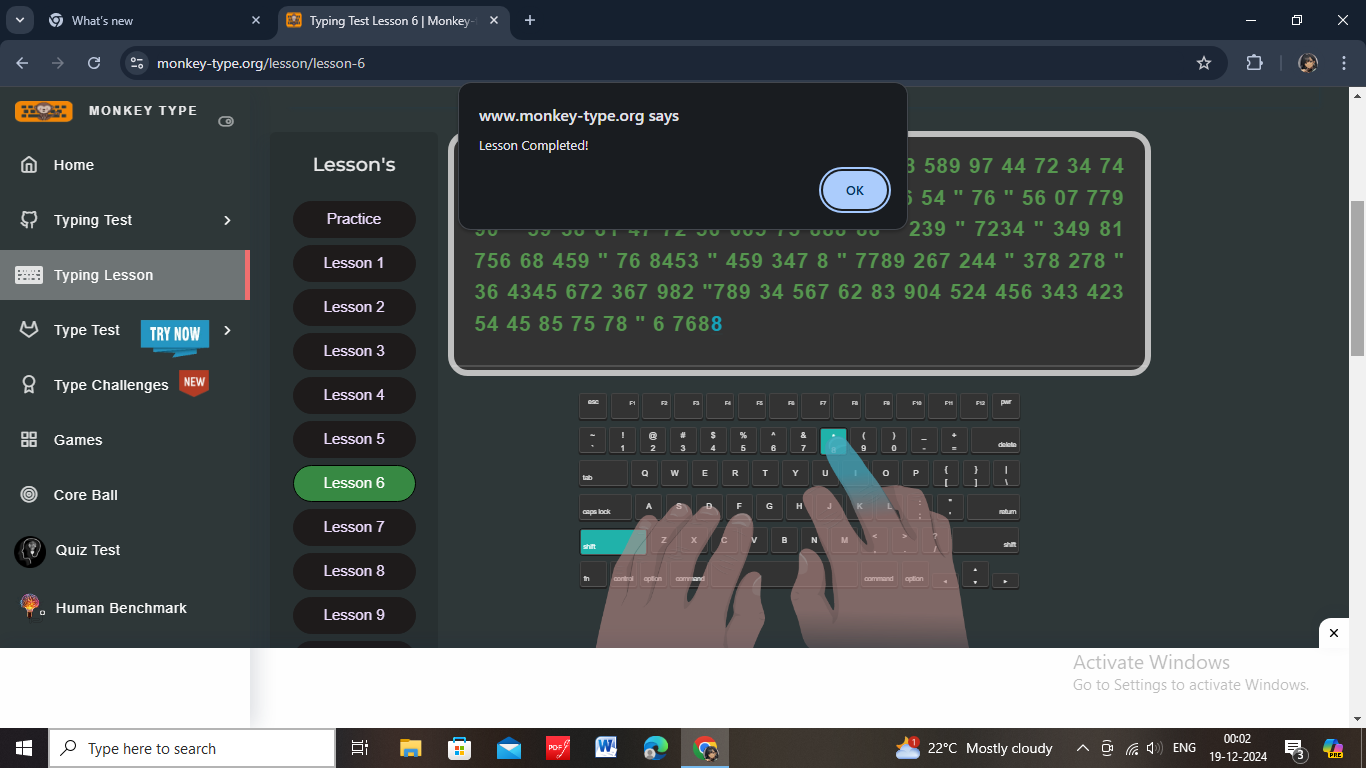 What's new
Typing Test Lesson 6 | Monkey-
monkey-type.org/lesson/lesson-6
MONKEY TYPE
Home
Typing Test
Typing Lesson
Type Test TRY NOW
Type Challenges NEW
Games
Core Ball
Quiz Test
Human Benchmark
Lesson's
Practice
Lesson 1
Lesson 2
Lesson 3
Lesson 4
Lesson 5
Lesson 6
Lesson 7
Lesson 8
Lesson 9
www.monkey-type.org says
Lesson Completed!
OK
589 97 44 72 34 74
54 " 76 " 56 07 779
239 " 7234 " 349 81
756 68 459 " 76 8453 " 459 347 8 " 7789 267 244 " 378 278 "
36 4345 672 367 982 "789 34 567 62 83 904 524 456 343 423
54 45 85 75 78 " 6 7688
esc F1 F2 F3 F4 F5 F6 F7 F8 F9 F10 F11 F12 pwr
~ ! @ # $ % ^ & * ( ) _ +
` 1 2 3 4 5 6 7 9 0 - = delete
tab Q W E R T Y U I O P { [ } ] | \
caps lock A S D F G H J K L : ; " ' return
shift Z X C V B N M < > ? / shift
fn control option command command option
Activate Windows
Go to Settings to activate Windows.
Type here to search
PDF
W
1
22°C Mostly cloudy
ENG
00:02
19-12-2024
3
PRE